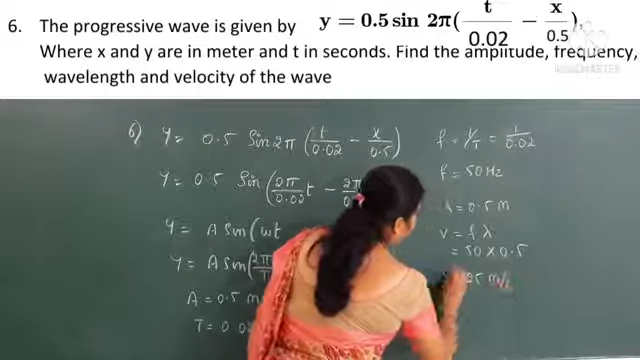 6. The progressive wave is given by y = 0.5 sin 2π( t/0.02 − x/0.5 ),
Where x and y are in meter and t in seconds. Find the amplitude, frequency,
wavelength and velocity of the wave
6) Y = 0.5 Sin 2π ( t/0.02 − x/0.5 )
Y = 0.5 Sin ( 2π/0.02 t − 2π/0.
Y = A Sin ( ωt
Y = A Sin ( 2π/T
A = 0.5 m
T = 0.0
f = 1/T = 1/0.02
f = 50 Hz
λ = 0.5 m
v = f λ
= 50 × 0.5
25 m/